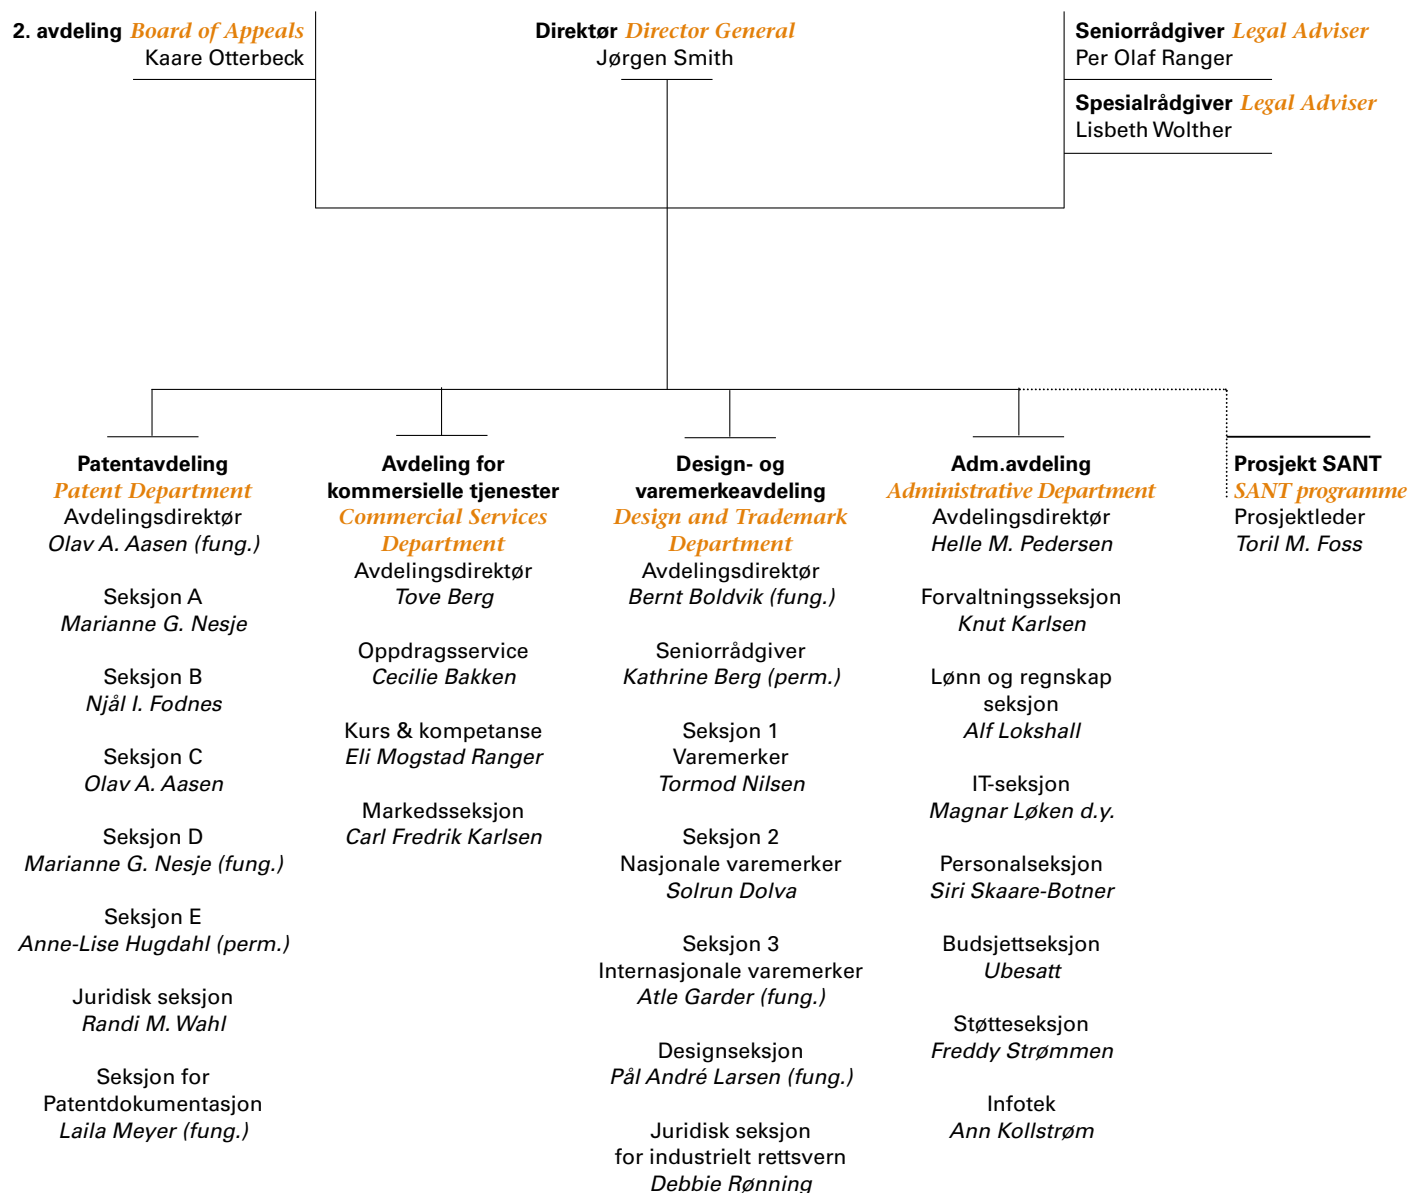 2. avdeling Board of Appeals
Kaare Otterbeck
Direktør Director General
Jørgen Smith
Seniorrådgiver Legal Adviser
Per Olaf Ranger
Spesialrådgiver Legal Adviser
Lisbeth Wolther
Patentavdeling
Patent Department
Avdelingsdirektør
Olav A. Aasen (fung.)
Seksjon A
Marianne G. Nesje
Seksjon B
Njål I. Fodnes
Seksjon C
Olav A. Aasen
Seksjon D
Marianne G. Nesje (fung.)
Seksjon E
Anne-Lise Hugdahl (perm.)
Juridisk seksjon
Randi M. Wahl
Seksjon for
Patentdokumentasjon
Laila Meyer (fung.)
Avdeling for
kommersielle tjenester
Commercial Services
Department
Avdelingsdirektør
Tove Berg
Oppdragsservice
Cecilie Bakken
Kurs & kompetanse
Eli Mogstad Ranger
Markedsseksjon
Carl Fredrik Karlsen
Design- og
varemerkeavdeling
Design and Trademark
Department
Avdelingsdirektør
Bernt Boldvik (fung.)
Seniorrådgiver
Kathrine Berg (perm.)
Seksjon 1
Varemerker
Tormod Nilsen
Seksjon 2
Nasjonale varemerker
Solrun Dolva
Seksjon 3
Internasjonale varemerker
Atle Garder (fung.)
Designseksjon
Pål André Larsen (fung.)
Juridisk seksjon
for industrielt rettsvern
Debbie Rønning
Adm.avdeling
Administrative Department
Avdelingsdirektør
Helle M. Pedersen
Forvaltningsseksjon
Knut Karlsen
Lønn og regnskap
seksjon
Alf Lokshall
IT-seksjon
Magnar Løken d.y.
Personalseksjon
Siri Skaare-Botner
Budsjettseksjon
Ubesatt
Støtteseksjon
Freddy Strømmen
Infotek
Ann Kollstrøm
Prosjekt SANT
SANT programme
Prosjektleder
Toril M. Foss